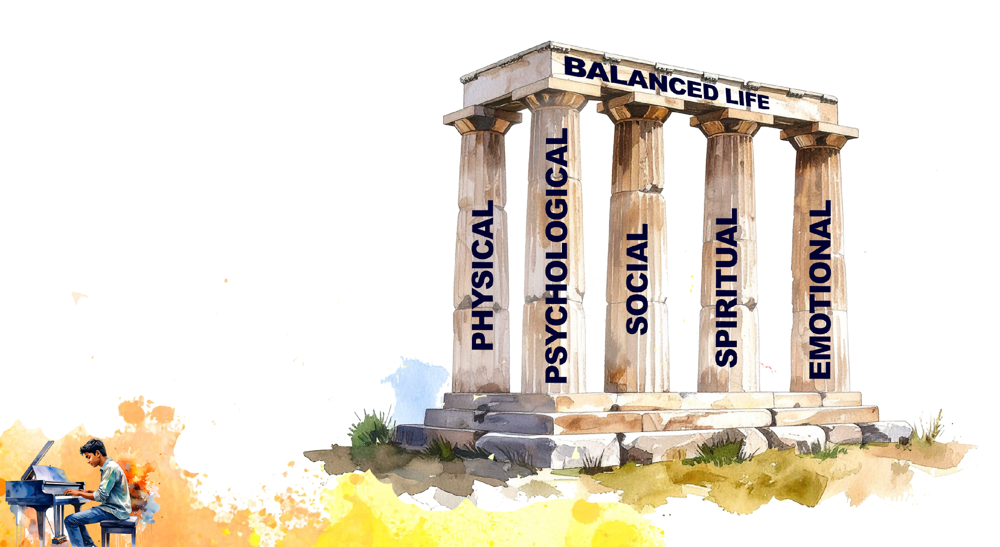 BALANCED LIFE
PHYSICAL
PSYCHOLOGICAL
SOCIAL
SPIRITUAL
EMOTIONAL